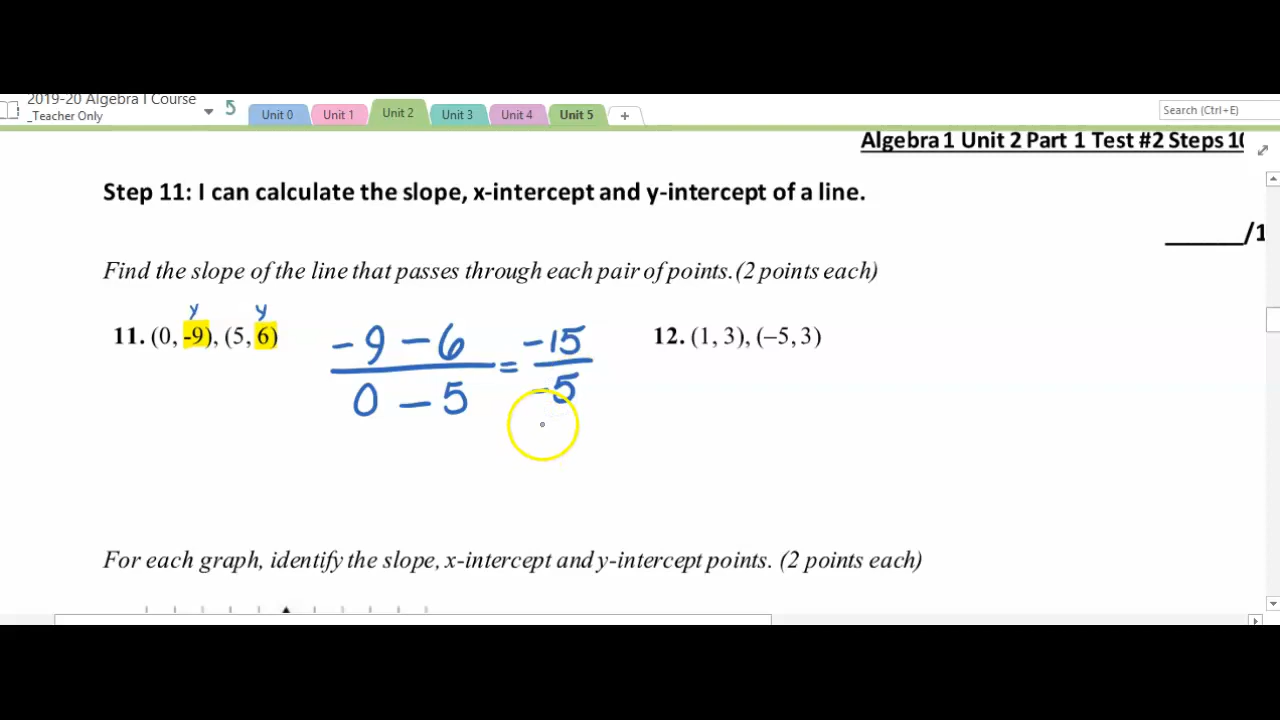 2019-20 Algebra I Course
_Teacher Only
Unit 0
Unit 1
Unit 2
Unit 3
Unit 4
Unit 5
+
Search (Ctrl+E)
Algebra 1 Unit 2 Part 1 Test #2 Steps 10
Step 11: I can calculate the slope, x-intercept and y-intercept of a line.
______/1
Find the slope of the line that passes through each pair of points.(2 points each)
y y
11. (0, -9), (5, 6)
-9 - 6
0 - 5
=
-15
-5
12. (1, 3), (−5, 3)
For each graph, identify the slope, x-intercept and y-intercept points. (2 points each)